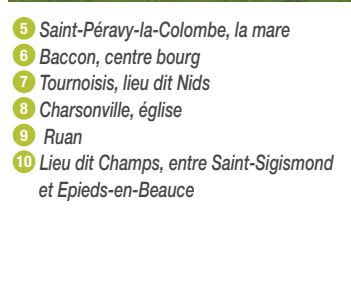 5 Saint-Péravy-la-Colombe, la mare
6 Baccon, centre bourg
7 Tournoisis, lieu dit Nids
8 Charsonville, église
9 Ruan
10 Lieu dit Champs, entre Saint-Sigismond
et Epieds-en-Beauce